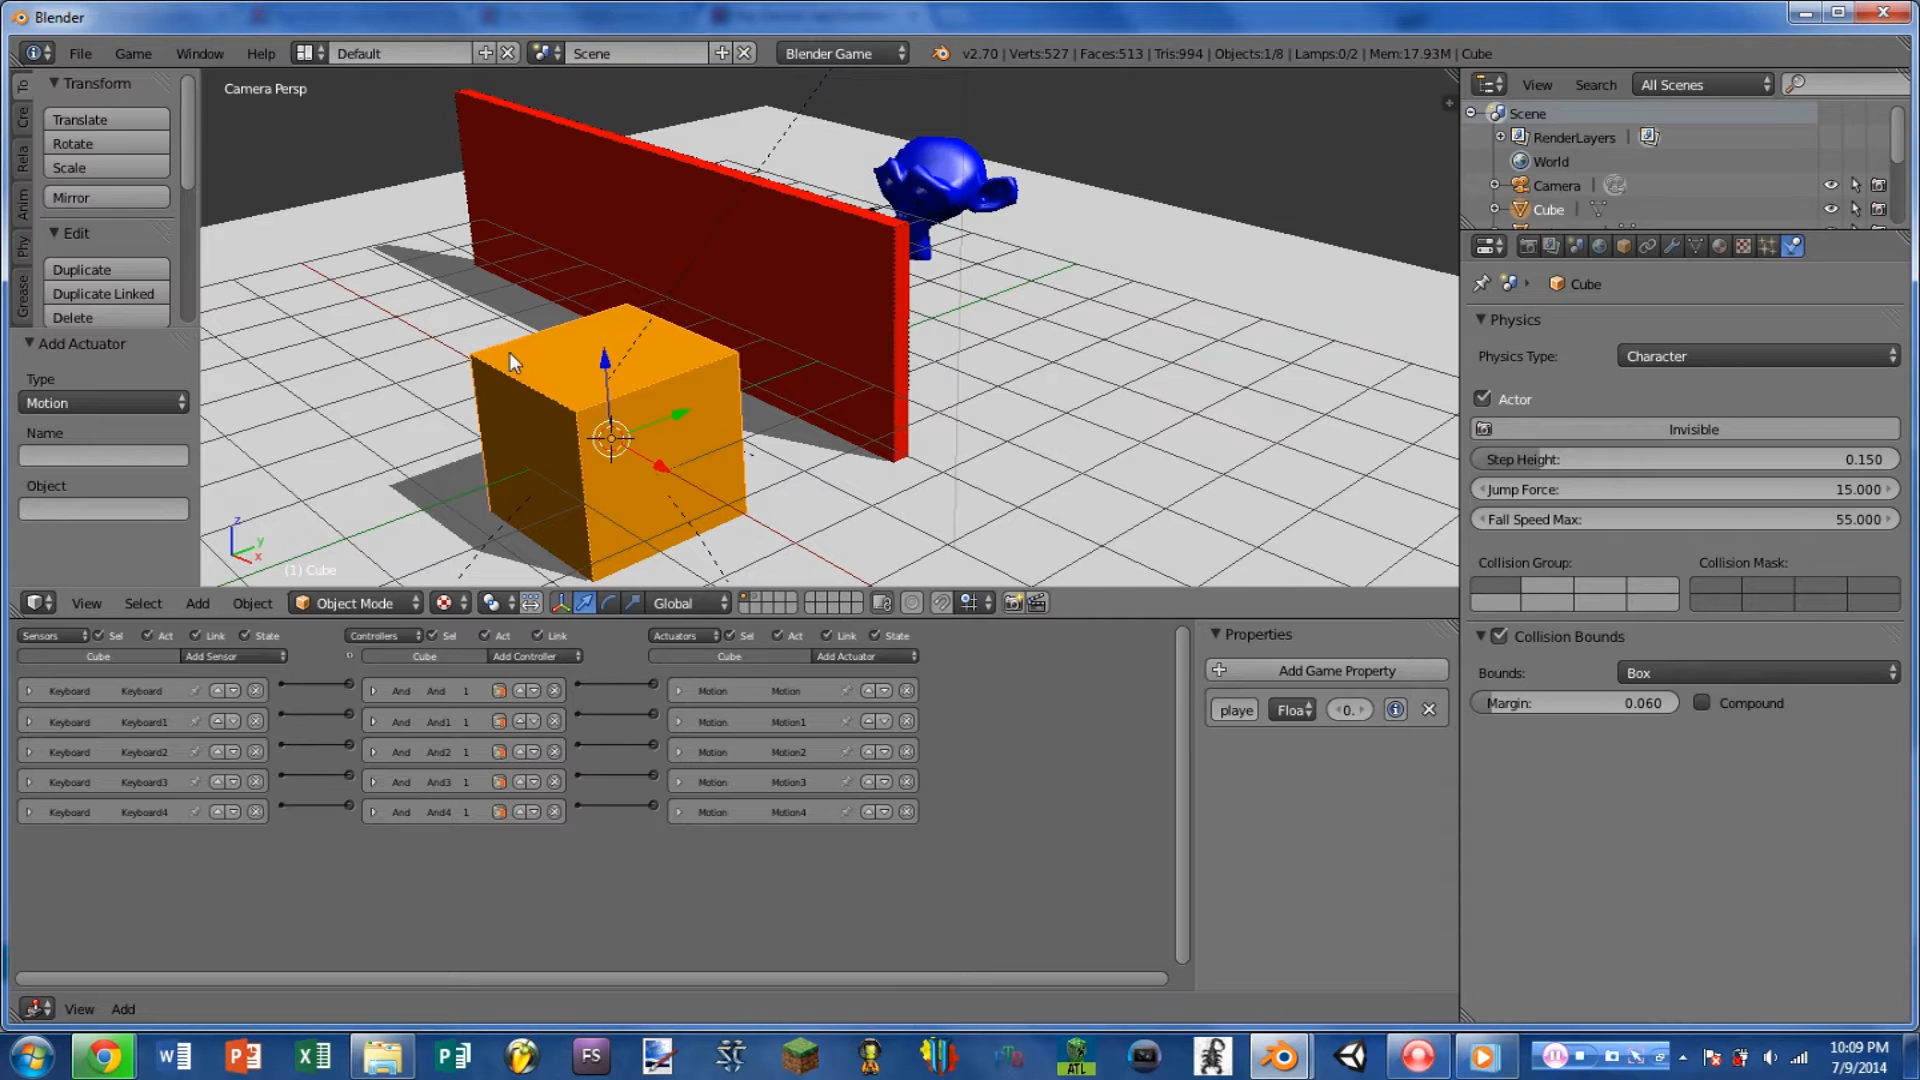 Blender
File Game Window Help Default Scene Blender Game v2.70 | Verts:527 | Faces:513 | Tris:994 | Objects:1/8 | Lamps:0/2 | Mem:17.93M | Cube
Transform
Translate
Rotate
Scale
Mirror
Edit
Duplicate
Duplicate Linked
Delete
To
Cre
Rela
Anim
Phy
Grease
Add Actuator
Type
Motion
Name
Object
Camera Persp
z
y
x
(1) Cube
View Select Add Object Object Mode Global
View Search All Scenes
Scene
RenderLayers
World
Camera
Cube
Cube
Physics
Physics Type: Character
Actor
Invisible
Step Height: 0.150
Jump Force: 15.000
Fall Speed Max: 55.000
Collision Group: Collision Mask:
Collision Bounds
Bounds: Box
Margin: 0.060 Compound
Sensors Sel Act Link State Controllers Sel Act Link Actuators Sel Act Link State
Cube Add Sensor Cube Add Controller Cube Add Actuator
Keyboard Keyboard And And 1 Motion Motion
Keyboard Keyboard1 And And1 1 Motion Motion1
Keyboard Keyboard2 And And2 1 Motion Motion2
Keyboard Keyboard3 And And3 1 Motion Motion3
Keyboard Keyboard4 And And4 1 Motion Motion4
Properties
Add Game Property
playe Floa 0.
View Add
FS
ATL
10:09 PM
7/9/2014